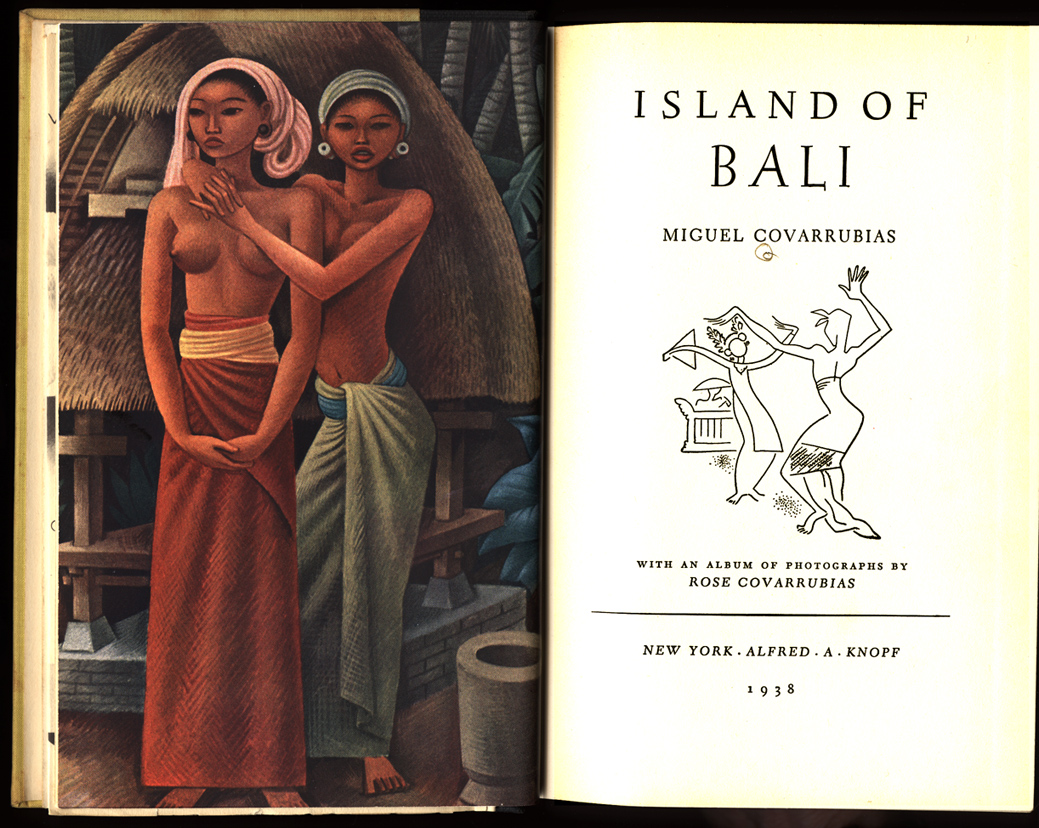 ISLAND OF
BALI
MIGUEL COVARRUBIAS
WITH AN ALBUM OF PHOTOGRAPHS BY
ROSE COVARRUBIAS
NEW YORK · ALFRED · A · KNOPF
1938